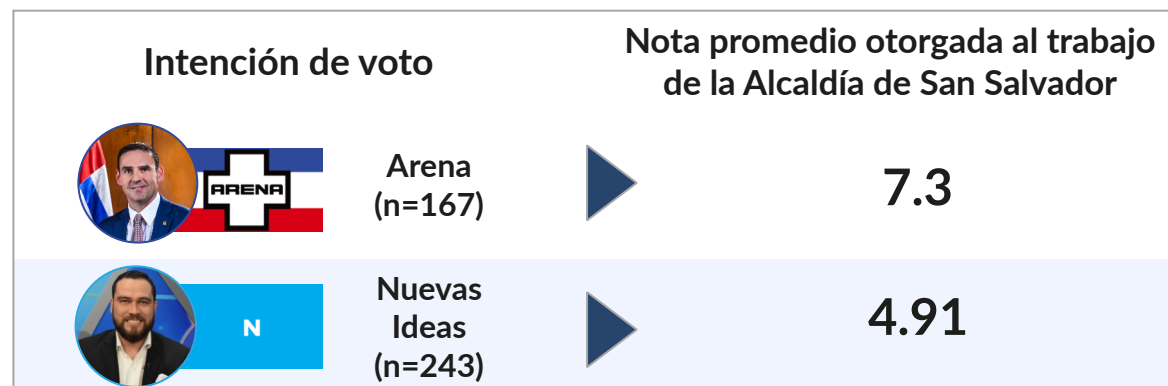 Intención de voto
Nota promedio otorgada al trabajo
de la Alcaldía de San Salvador
ARENA
Arena
(n=167)
7.3
N
Nuevas
Ideas
(n=243)
4.91